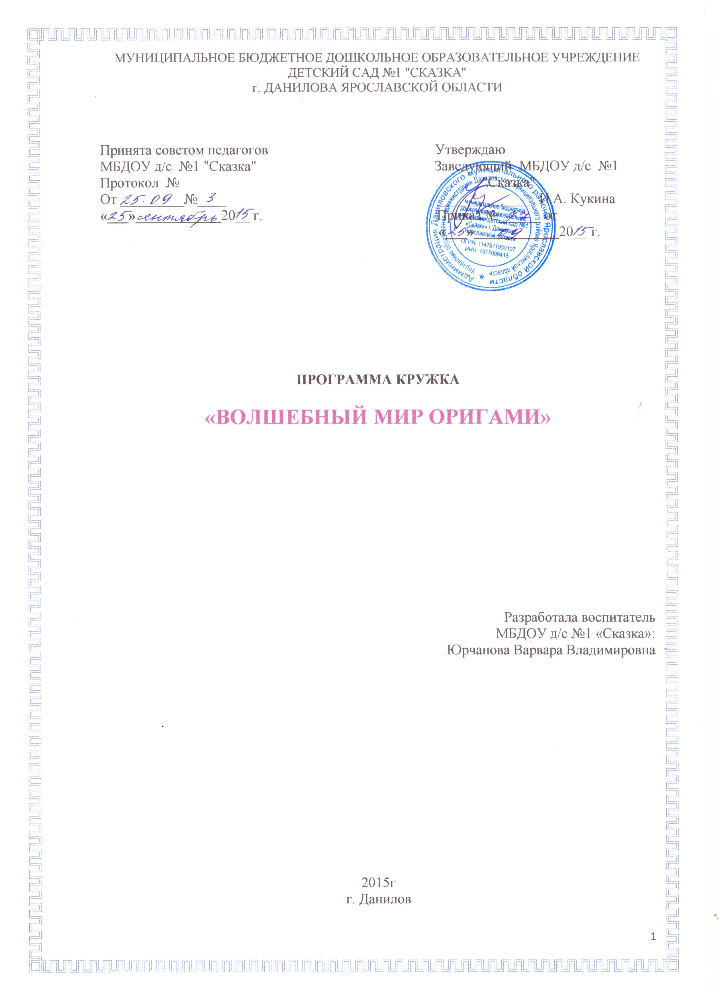 МУНИЦИПАЛЬНОЕ БЮДЖЕТНОЕ ДОШКОЛЬНОЕ ОБРАЗОВАТЕЛЬНОЕ УЧРЕЖДЕНИЕ
ДЕТСКИЙ САД №1 "СКАЗКА"
г. ДАНИЛОВА ЯРОСЛАВСКОЙ ОБЛАСТИ
Принята советом педагогов
МБДОУ д/с №1 "Сказка"
Протокол №
От 25.09 № 3
«25» сентябрь 2015 г.
Утверждаю
Заведующий МБДОУ д/с №1
"Сказка"
И.А. Кукина
Приказ № от
«25» 09 2015 г.
Администрация Даниловского муниципального района Ярославской области *
Управление образования администрации Даниловского муниципального района Ярославской области
муниципальное бюджетное
дошкольное образовательное
учреждение детский сад №1
«Сказка» г. Данилова
Ярославской области
ОГРН: 1147611000107
ИНН: 7617009415
ПРОГРАММА КРУЖКА
«ВОЛШЕБНЫЙ МИР ОРИГАМИ»
Разработала воспитатель
МБДОУ д/с №1 «Сказка»:
Юрчанова Варвара Владимировна
2015г
г. Данилов
1